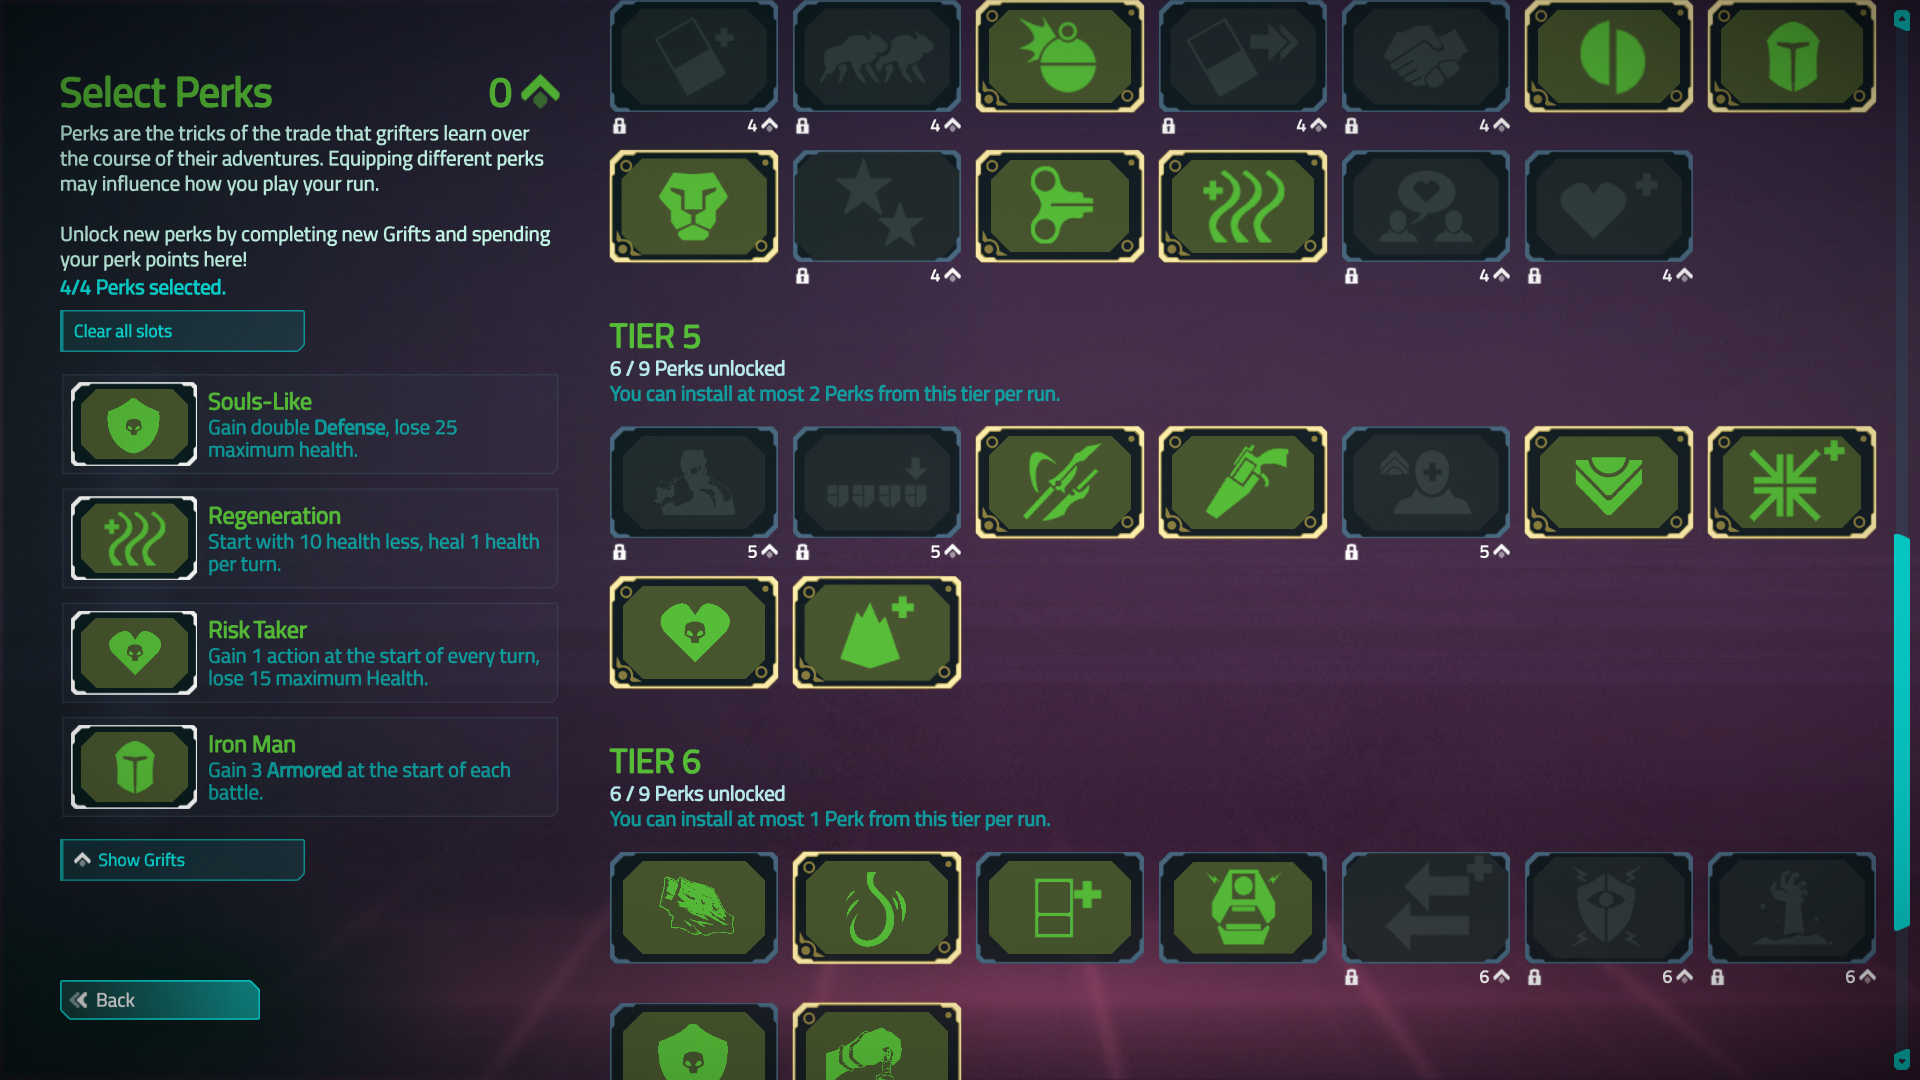 Select Perks
0
Perks are the tricks of the trade that grifters learn over
the course of their adventures. Equipping different perks
may influence how you play your run.
Unlock new perks by completing new Grifts and spending
your perk points here!
4/4 Perks selected.
Clear all slots
Souls-Like
Gain double Defense, lose 25
maximum health.
Regeneration
Start with 10 health less, heal 1 health
per turn.
Risk Taker
Gain 1 action at the start of every turn,
lose 15 maximum Health.
Iron Man
Gain 3 Armored at the start of each
battle.
Show Grifts
Back
4
4
4
4
4
4
4
TIER 5
6 / 9 Perks unlocked
You can install at most 2 Perks from this tier per run.
5
5
5
TIER 6
6 / 9 Perks unlocked
You can install at most 1 Perk from this tier per run.
6
6
6